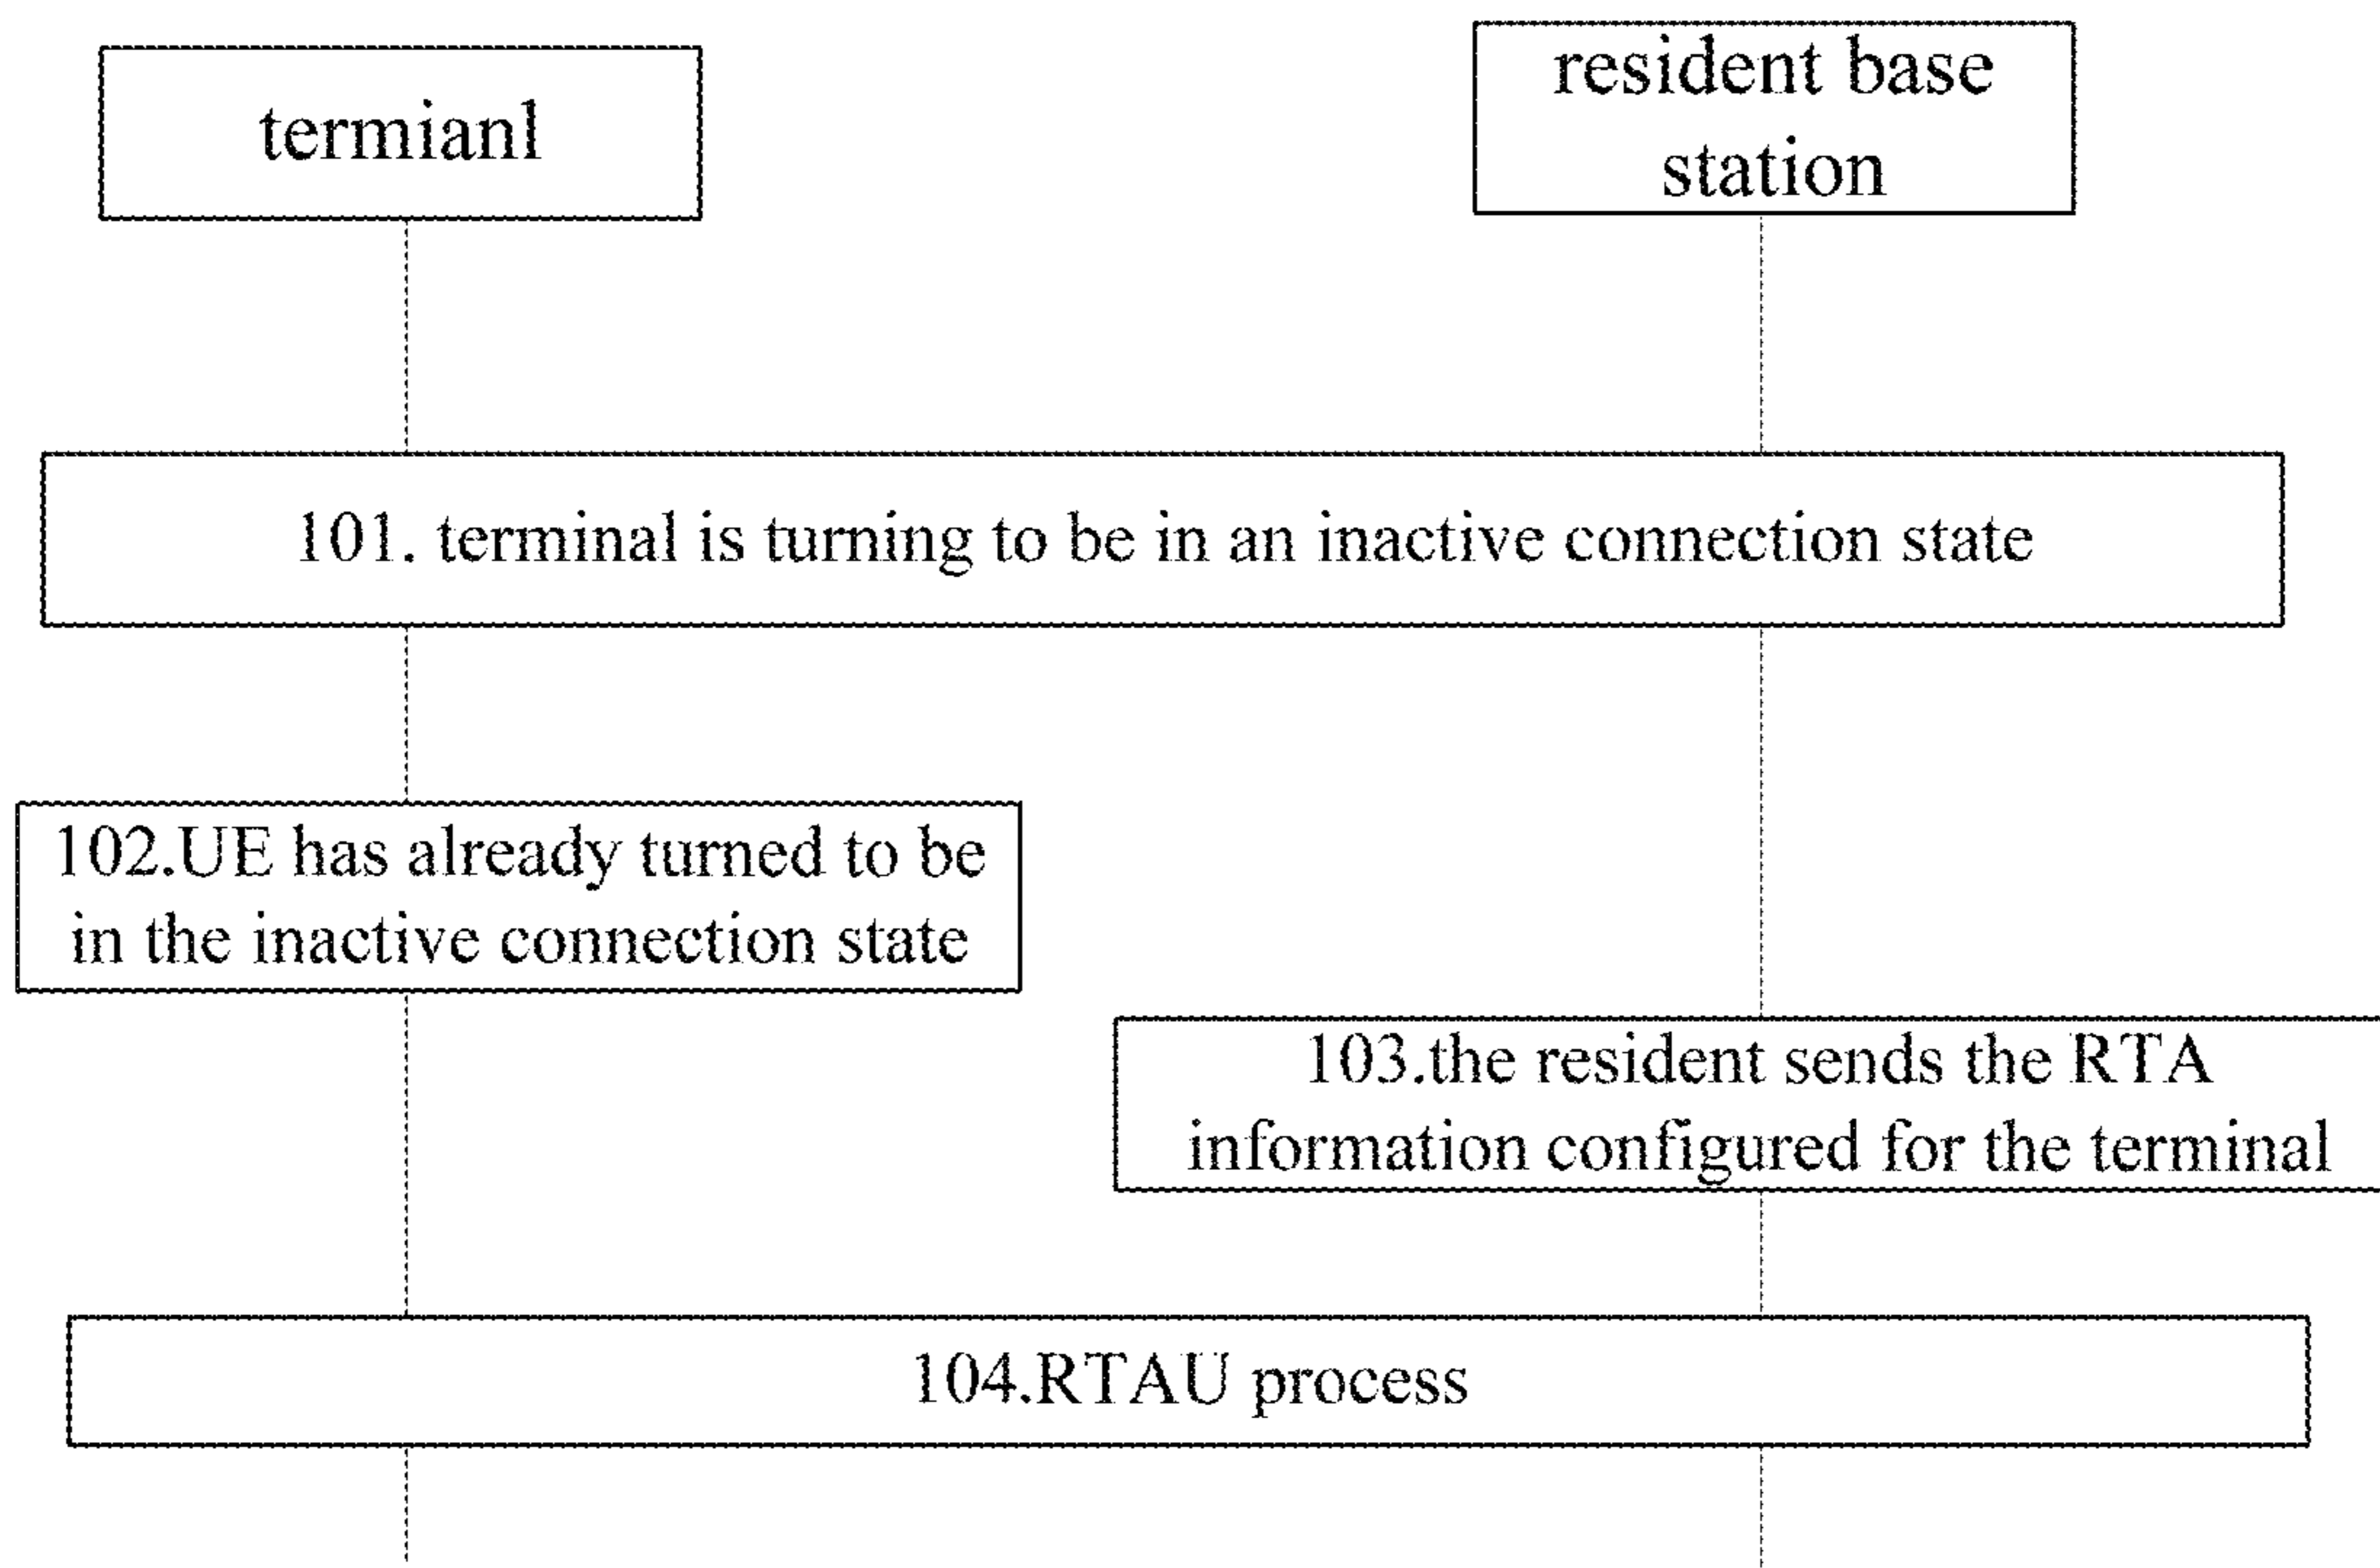 termianl
resident base
station
101. terminal is turning to be in an inactive connection state
102.UE has already turned to be
in the inactive connection state
103.the resident sends the RTA
information configured for the terminal
104.RTAU process